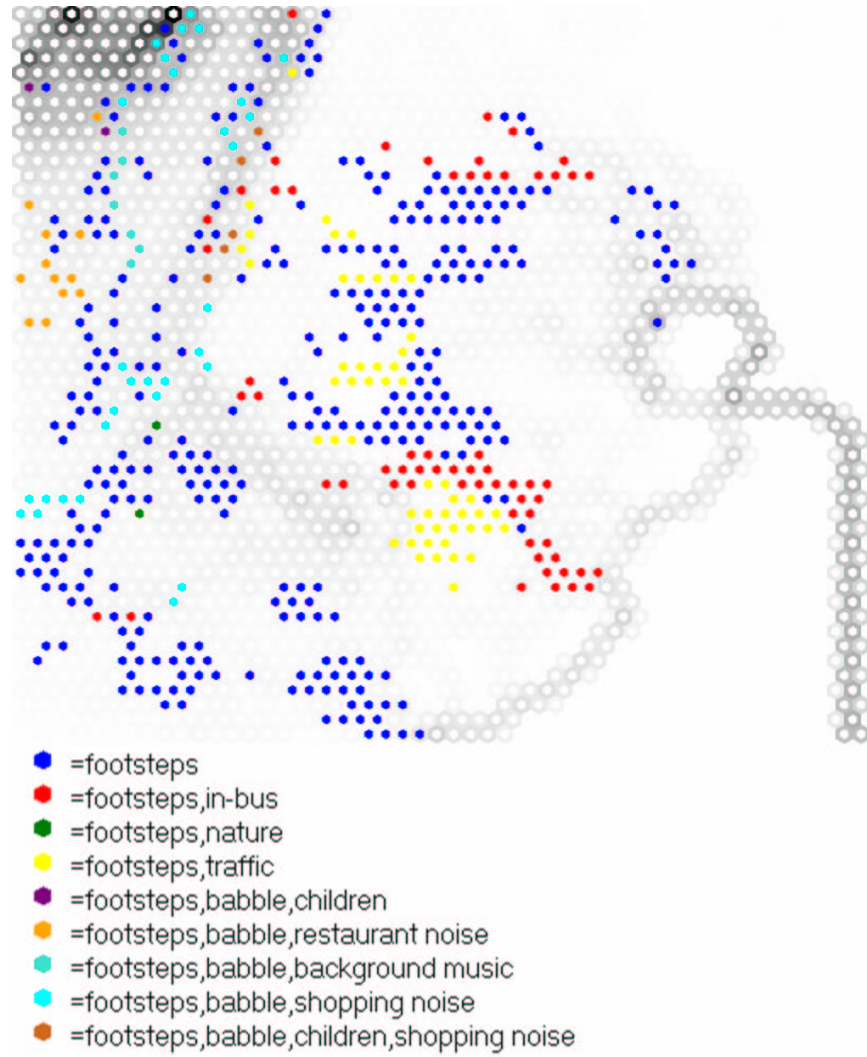 =footsteps
=footsteps,in-bus
=footsteps,nature
=footsteps,traffic
=footsteps,babble,children
=footsteps,babble,restaurant noise
=footsteps,babble,background music
=footsteps,babble,shopping noise
=footsteps,babble,children,shopping noise